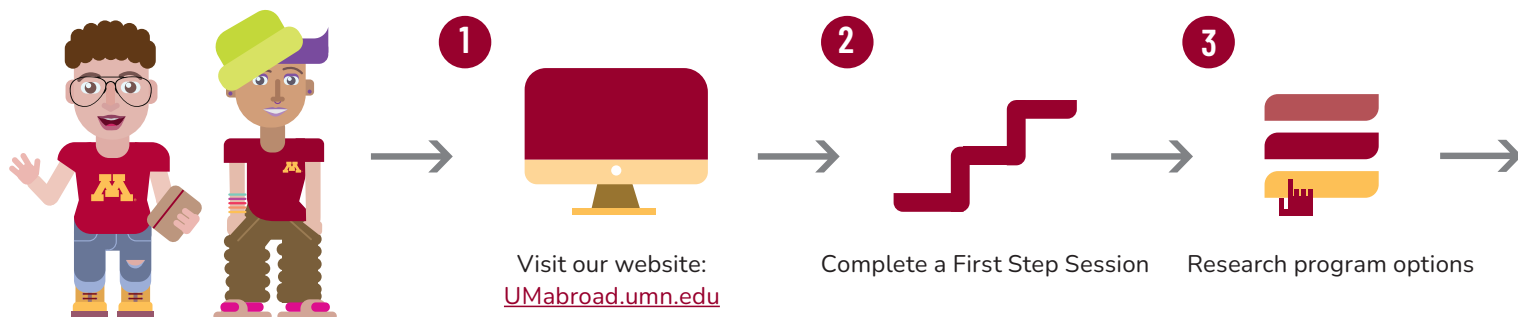 1
2
3
M
M
Visit our website:
UMabroad.umn.edu
Complete a First Step Session
Research program options